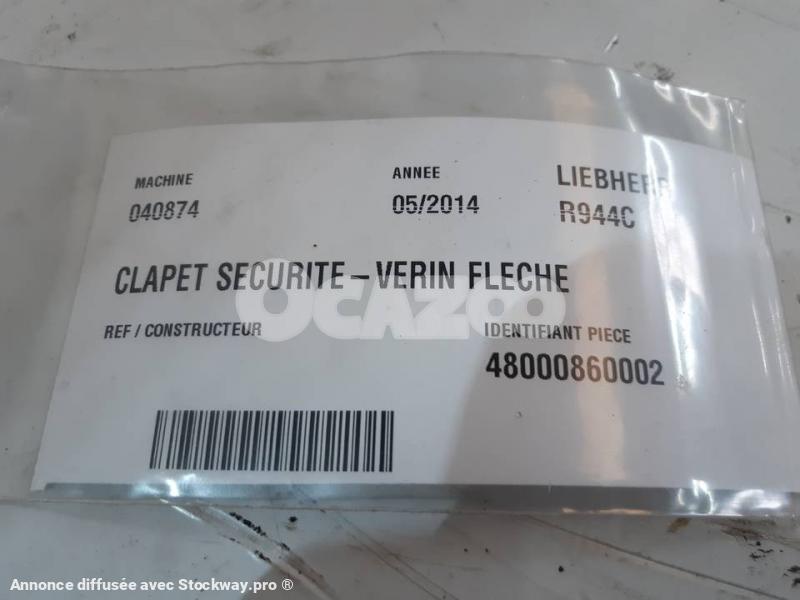 MACHINE
040874
ANNEE
05/2014
LIEBHERR
R944C
CLAPET SECURITE – VERIN FLECHE
OCAZOO
REF / CONSTRUCTEUR
IDENTIFIANT PIECE
48000860002
Annonce diffusée avec Stockway.pro ®